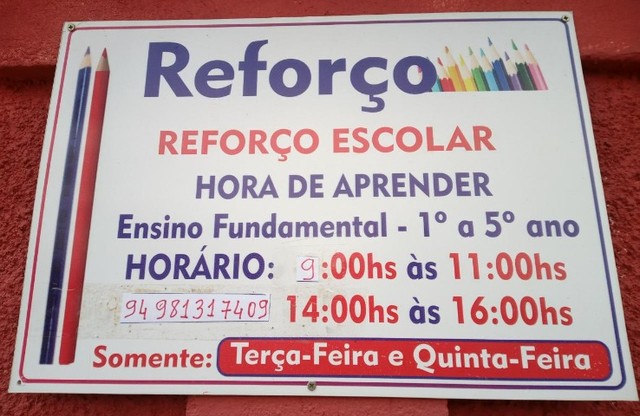 Reforço
REFORÇO ESCOLAR
HORA DE APRENDER
Ensino Fundamental - 1º a 5º ano
HORÁRIO: 9:00hs às 11:00hs
94 981317409 14:00hs às 16:00hs
Somente: Terça-Feira e Quinta-Feira